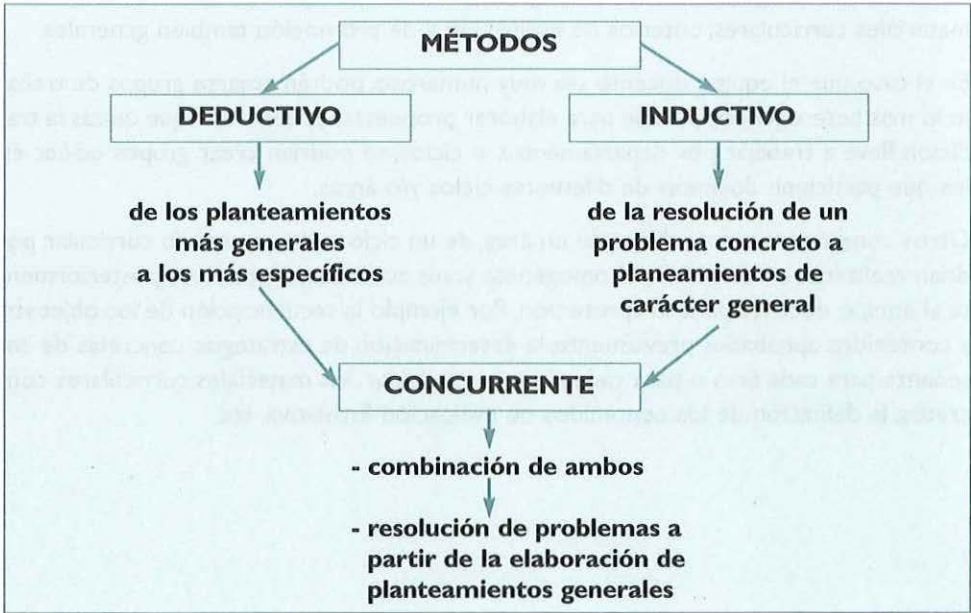 MÉTODOS
DEDUCTIVO
INDUCTIVO
de los planteamientos
más generales
a los más específicos
de la resolución de un
problema concreto a
planeamientos de
carácter general
CONCURRENTE
- combinación de ambos
- resolución de problemas a
partir de la elaboración de
planteamientos generales